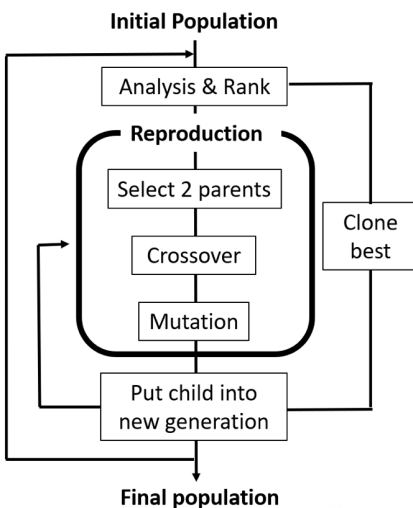 Initial Population
Analysis & Rank
Reproduction
Select 2 parents
Clone
best
Crossover
Mutation
Put child into
new generation
Final population